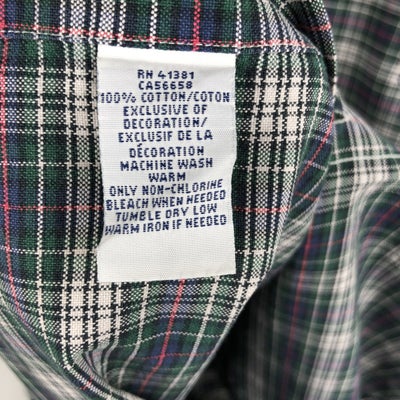 RN 41381
CA56658
100% COTTON/COTON
EXCLUSIVE OF
DECORATION/
EXCLUSIF DE LA
DÉCORATION
MACHINE WASH
WARM
ONLY NON-CHLORINE
BLEACH WHEN NEEDED
TUMBLE DRY LOW
WARM IRON IF NEEDED